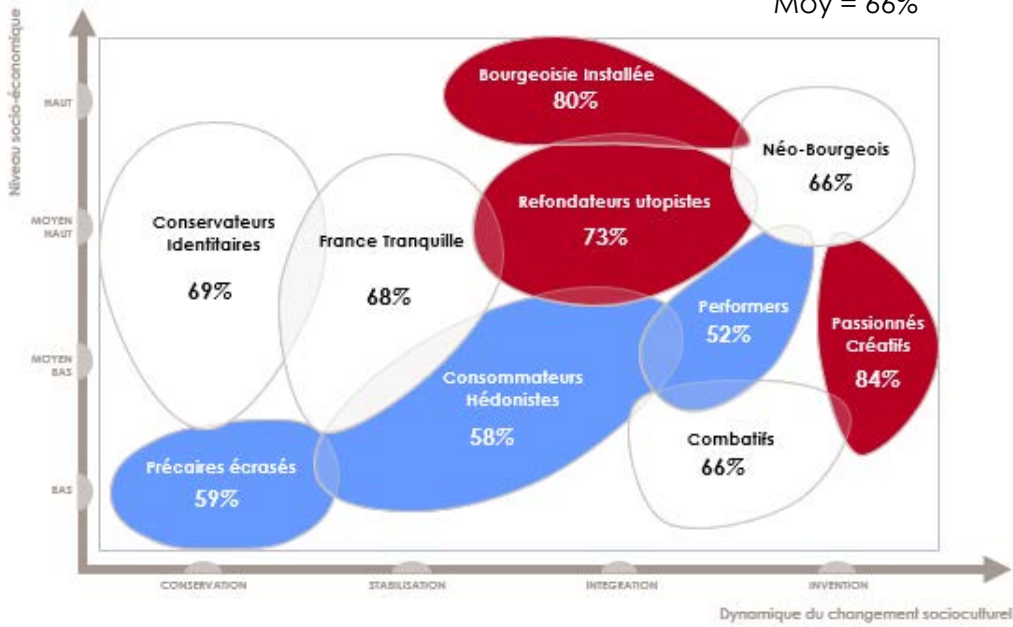 Moy = 66%
Niveau socio-économique
HAUT
MOYEN
HAUT
MOYEN
BAS
BAS
Bourgeoisie Installée
80%
Néo-Bourgeois
66%
Refondateurs utopistes
73%
Conservateurs
Identitaires
69%
France Tranquille
68%
Performers
52%
Passionnés
Créatifs
84%
Consommateurs
Hédonistes
58%
Combatifs
66%
Précaires écrasés
59%
CONSERVATION
STABILISATION
INTEGRATION
INVENTION
Dynamique du changement socioculturel